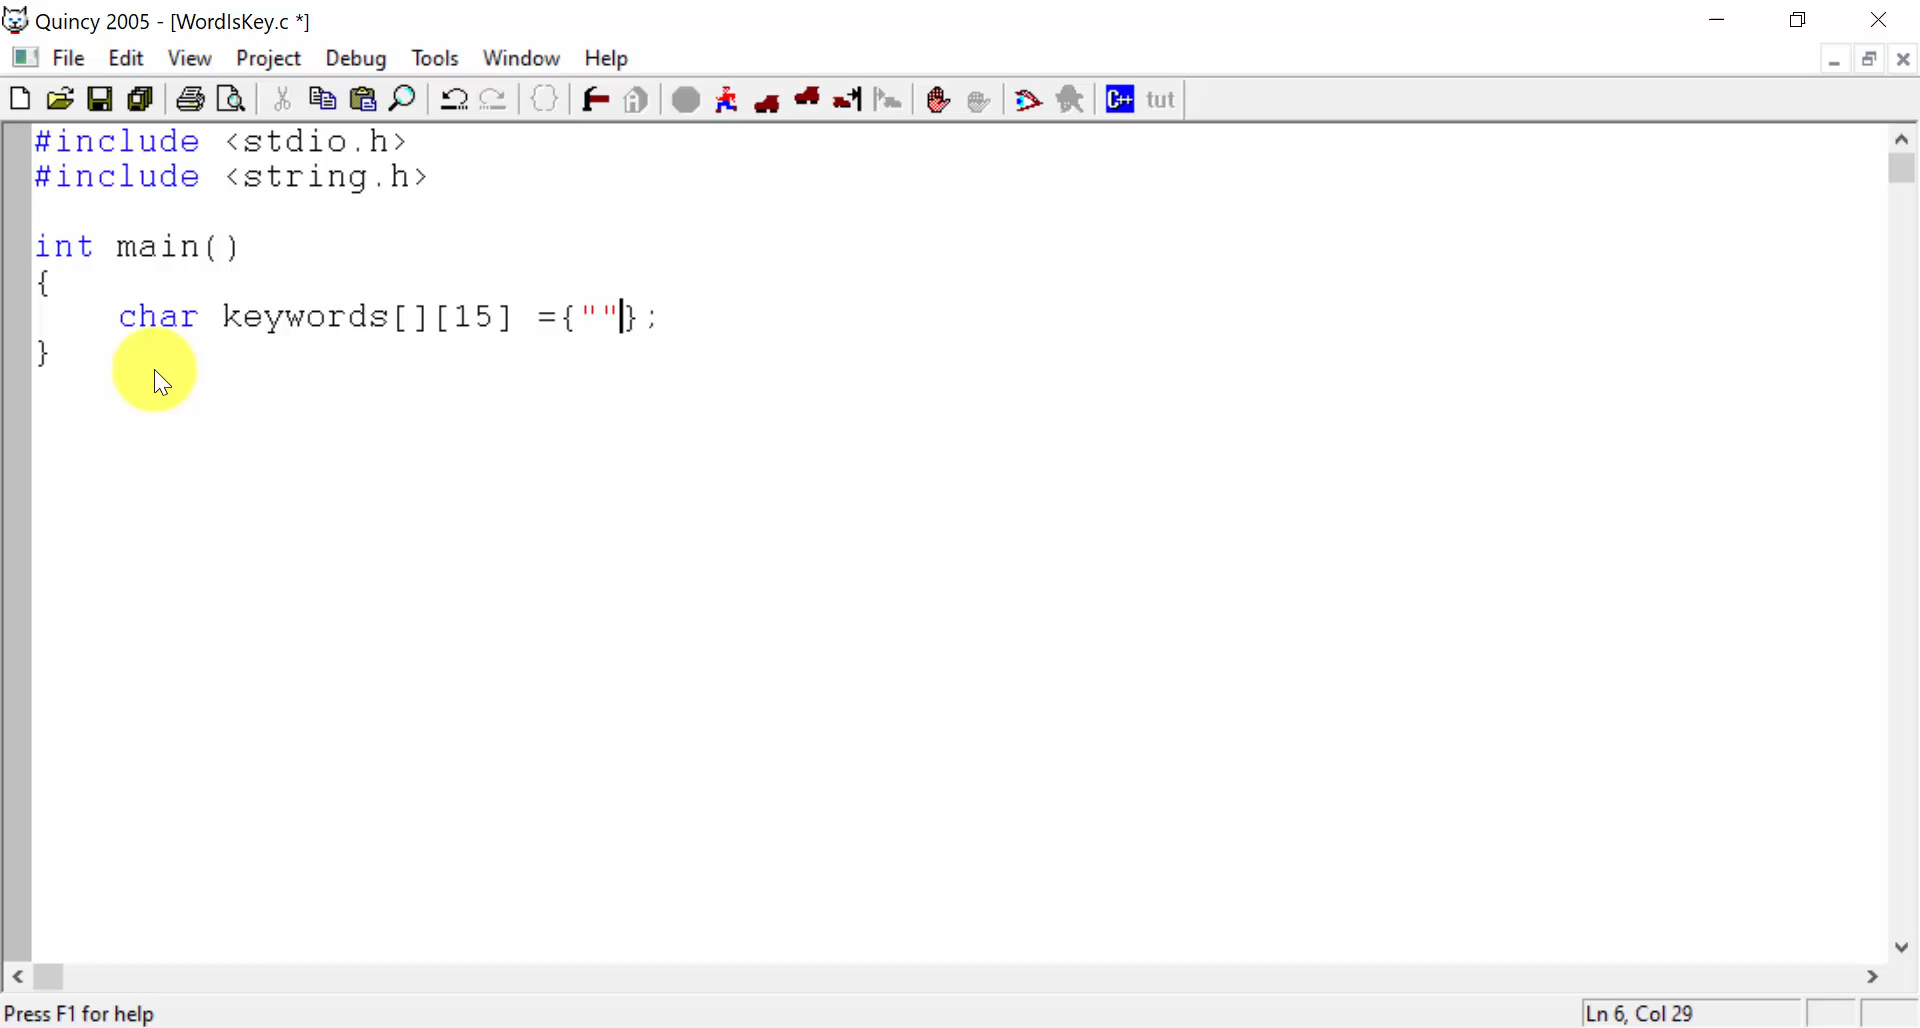 Quincy 2005 - [WordIsKey.c *]
File Edit View Project Debug Tools Window Help
C++ tut
#include <stdio.h>
#include <string.h>
int main()
{
char keywords[][15] ={""};
}
Press F1 for help
Ln 6, Col 29